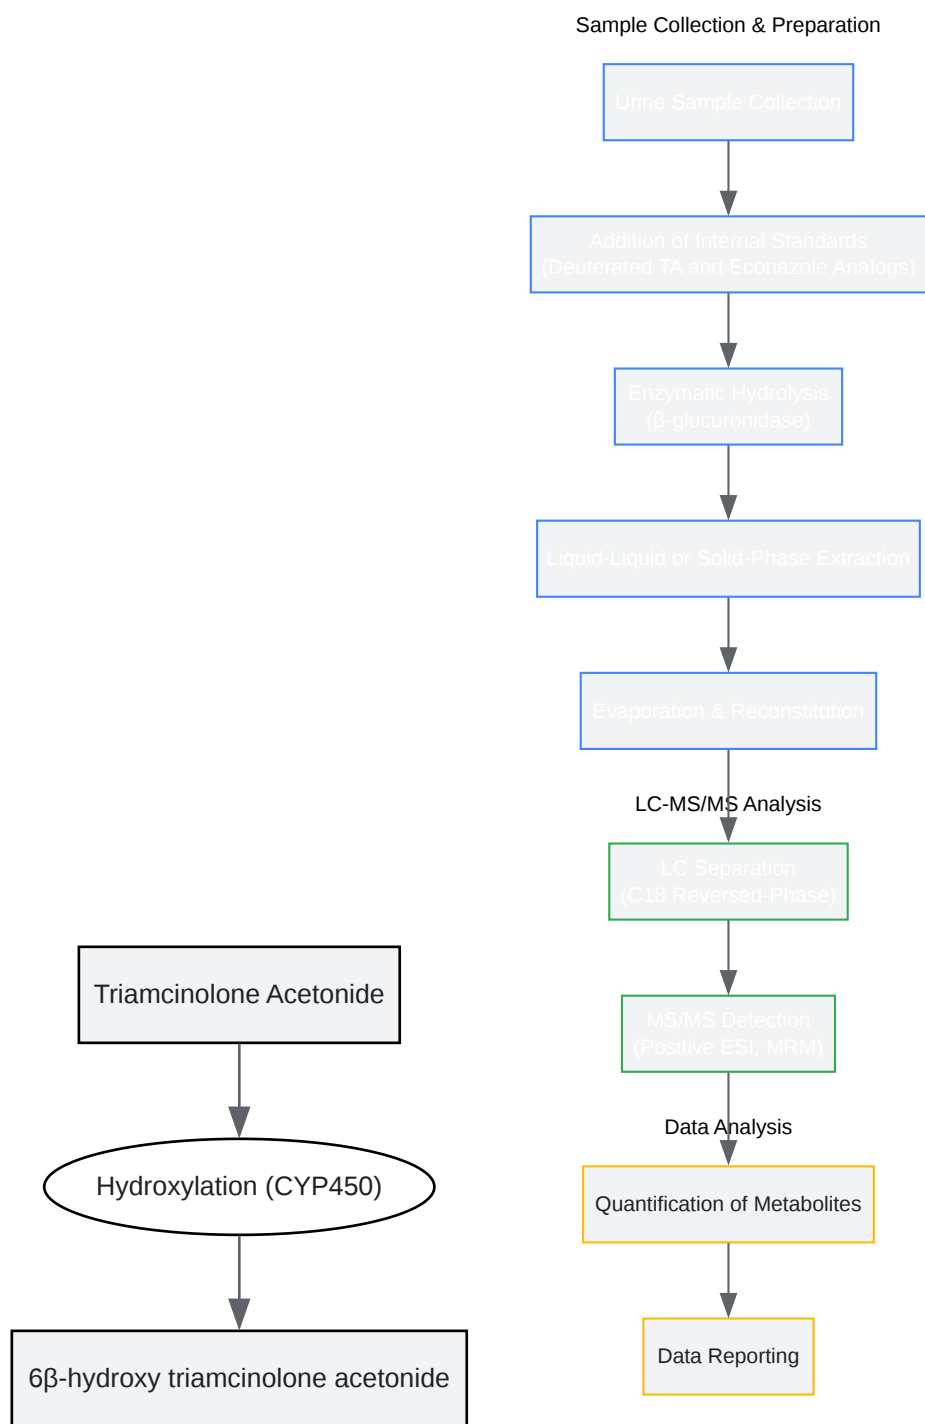 Sample Collection & Preparation
Urine Sample Collection
Addition of Internal Standards
(Deuterated TA and Econazole Analogs)
Enzymatic Hydrolysis
(β-glucuronidase)
Liquid-Liquid or Solid-Phase Extraction
Evaporation & Reconstitution
LC-MS/MS Analysis
LC Separation
(C18 Reversed-Phase)
MS/MS Detection
(Positive ESI, MRM)
Data Analysis
Quantification of Metabolites
Data Reporting
Triamcinolone Acetonide
Hydroxylation (CYP450)
6β-hydroxy triamcinolone acetonide